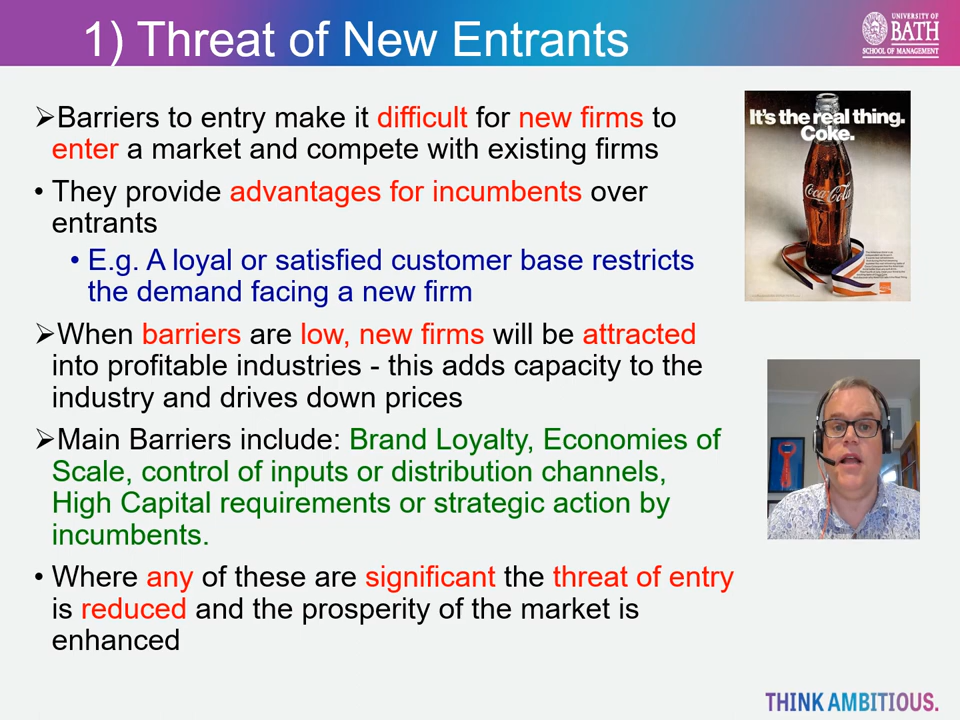 1) Threat of New Entrants
UNIVERSITY OF
BATH
SCHOOL OF MANAGEMENT
➢Barriers to entry make it difficult for new firms to
enter a market and compete with existing firms
• They provide advantages for incumbents over
entrants
• E.g. A loyal or satisfied customer base restricts
the demand facing a new firm
➢When barriers are low, new firms will be attracted
into profitable industries - this adds capacity to the
industry and drives down prices
➢Main Barriers include: Brand Loyalty, Economies of
Scale, control of inputs or distribution channels,
High Capital requirements or strategic action by
incumbents.
• Where any of these are significant the threat of entry
is reduced and the prosperity of the market is
enhanced
It's the real thing.
Coke.
Coca-Cola
THINK AMBITIOUS.